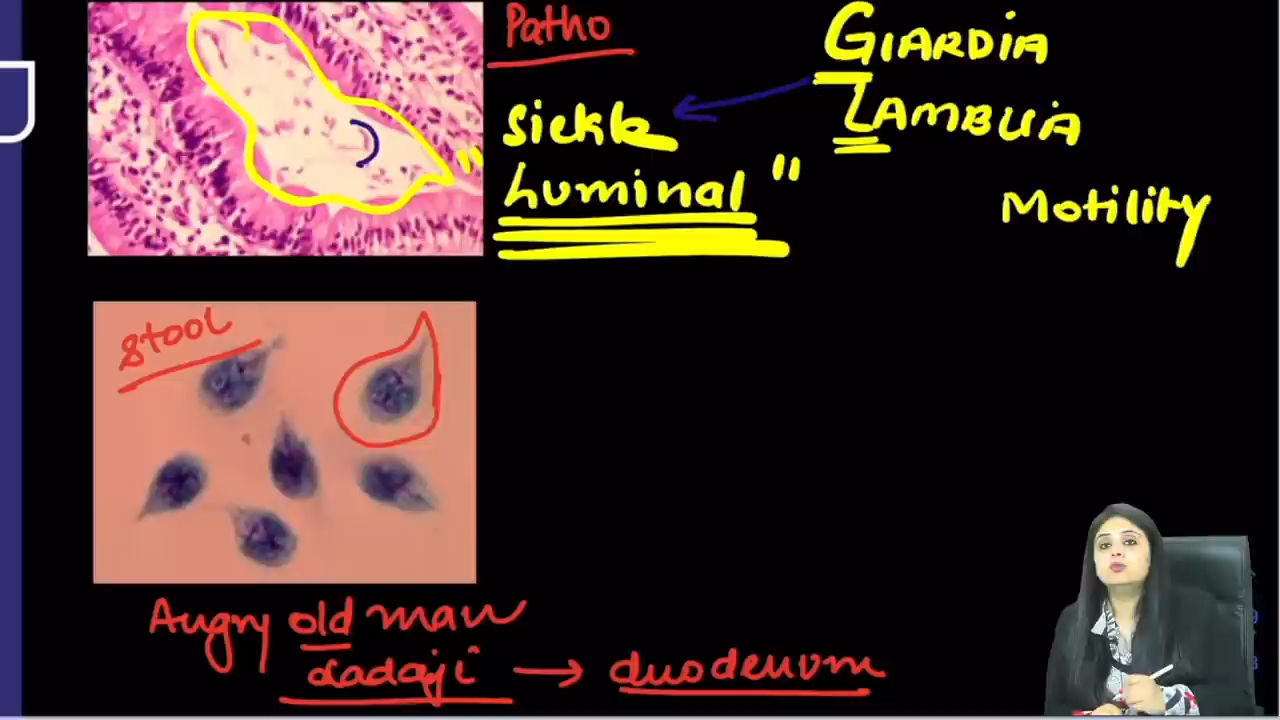 Patho
GIARDIA
LAMBLIA
Sickle
Luminal "
"
Motility
Stool
Angry old man
dadaji → duodenum